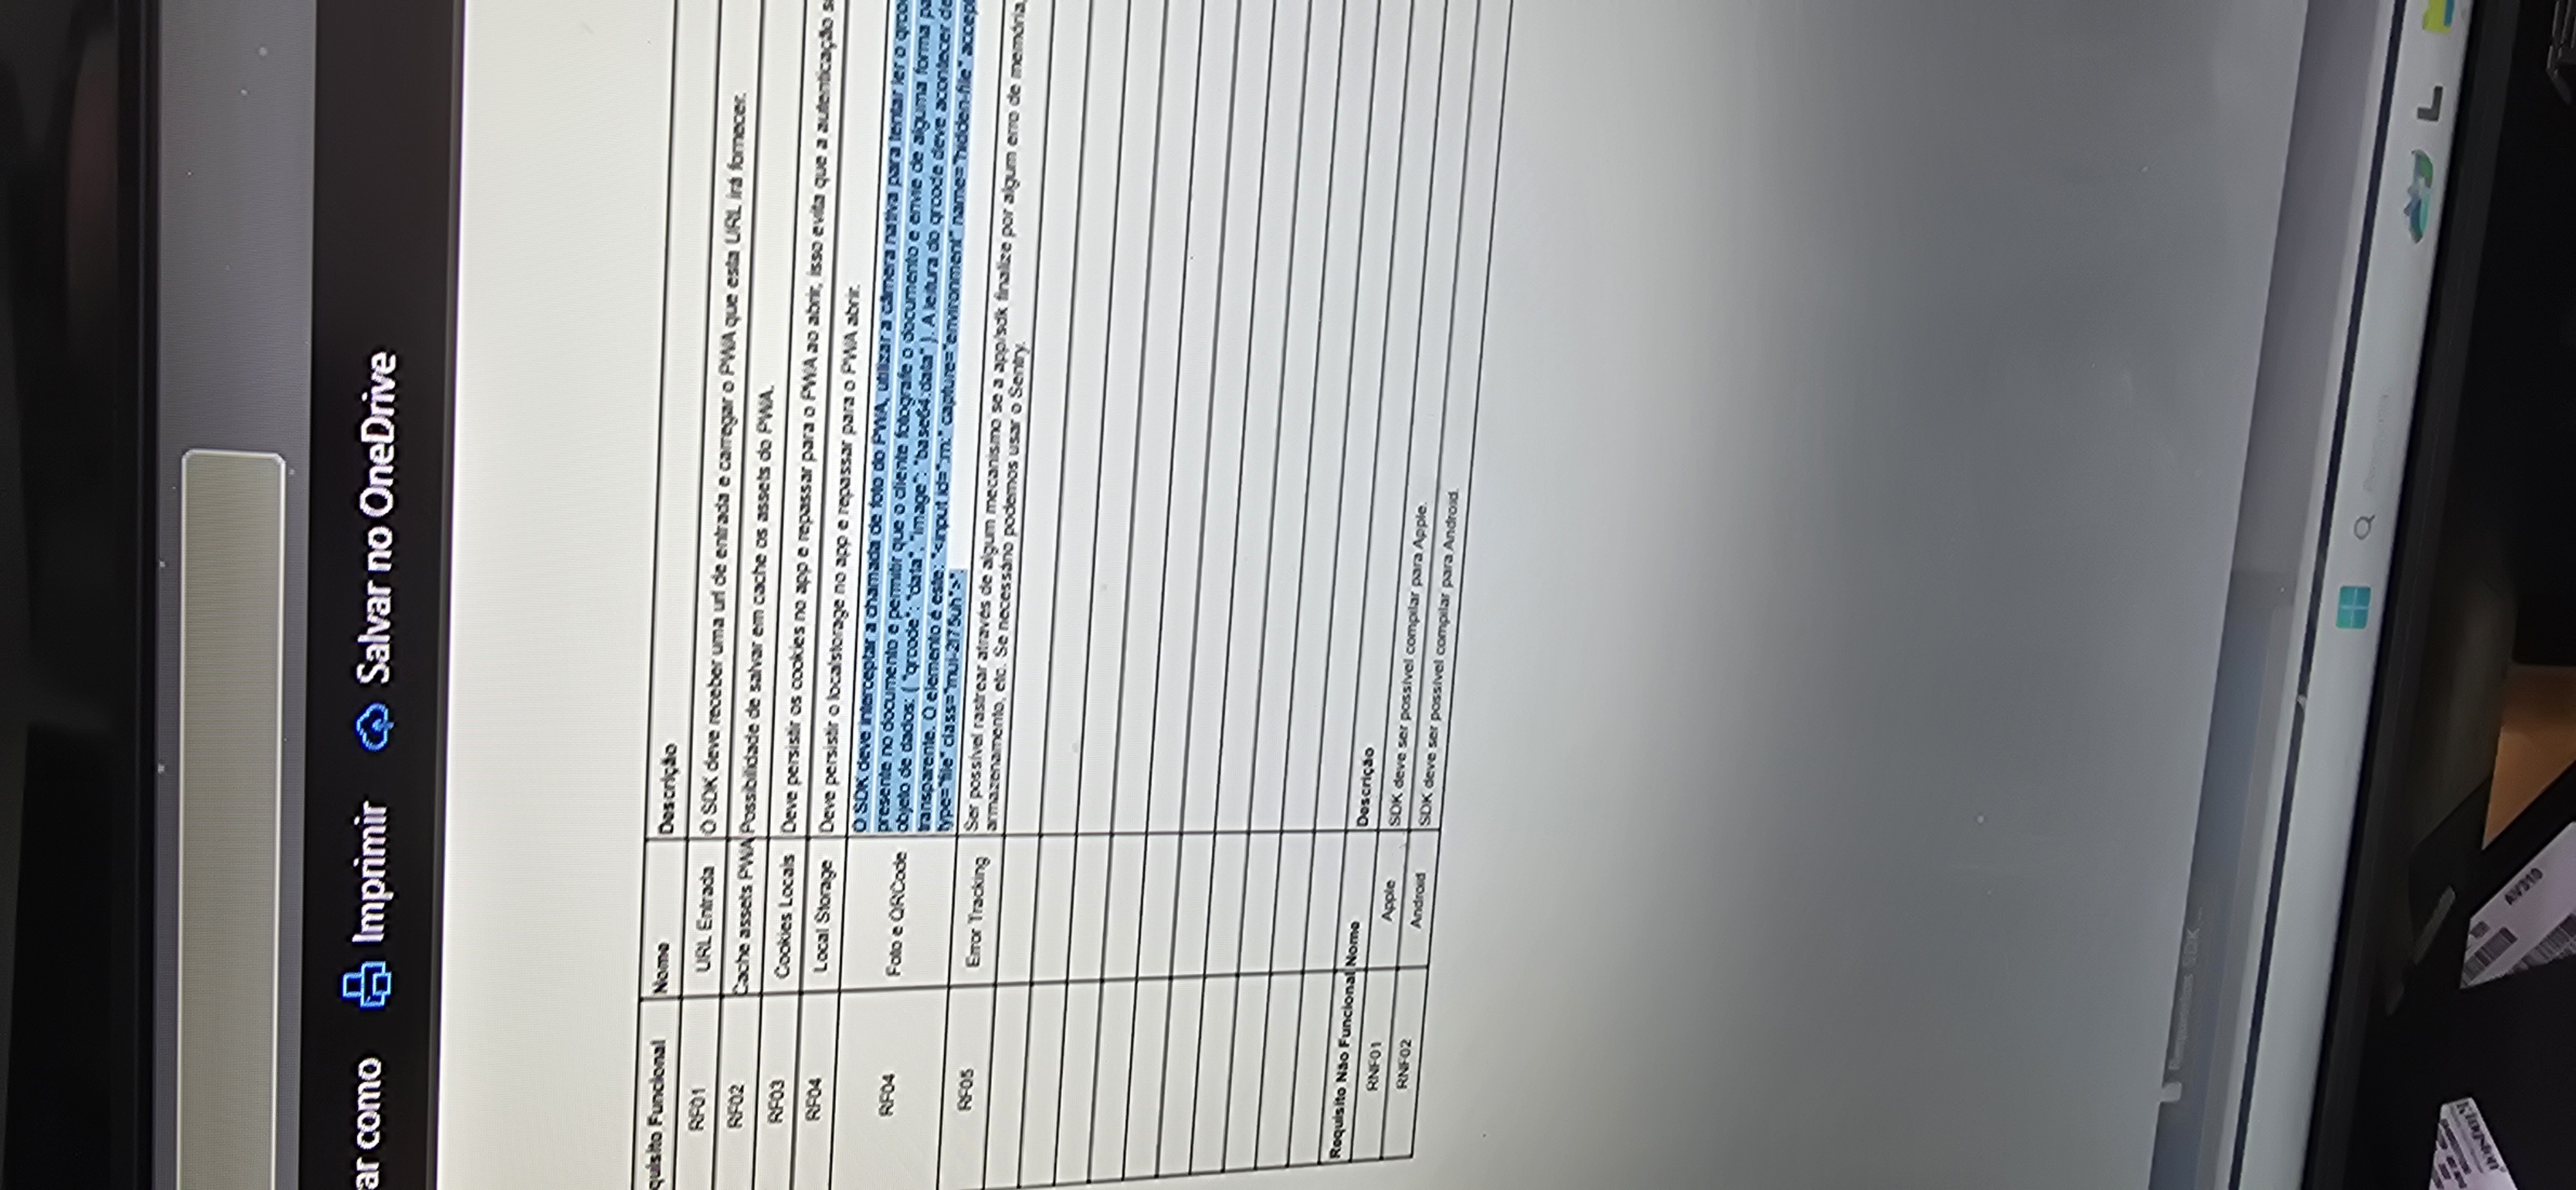 ar como Imprimir Salvar no OneDrive
quisito Funcional Nome Descrição
RF01 URL Entrada O SDK deve receber uma url de entrada e carregar o PWA que esta URL irá fornecer.
RF02 Cache assets PWA Possibilidade de salvar em cache os assets do PWA.
RF03 Cookies Locais Deve persistir os cookies no app e repassar para o PWA ao abrir, isso evita que a autenticação s
RF04 Local Storage Deve persistir o localstorage no app e repassar para o PWA abrir.
RF04 Foto e QRCode O SDK deve interceptar a chamada de foto do PWA, utilizar a câmera nativa para tentar ler o qrco
presente no documento e permitir que o cliente fotografe o documento e envie de alguma forma pa
objeto de dados: { "qrcode": "data", "image": "base64:data" }. A leitura do qrcode deve acontecer de
transparente. O elemento é este: "<input id=":rn:" capture="environment" name="hidden-file" accept
type="file" class="mui-2l75uh">".
RF05 Error Tracking Ser possível rastrear através de algum mecanismo se a app/sdk finalize por algum erro de memória,
armazenamento, etc. Se necessário podemos usar o Sentry.
Requisito Não Funcional Nome Descrição
RNF01 Apple SDK deve ser possível compilar para Apple.
RNF02 Android SDK deve ser possível compilar para Android.
Requisitos SDK ...
AV310